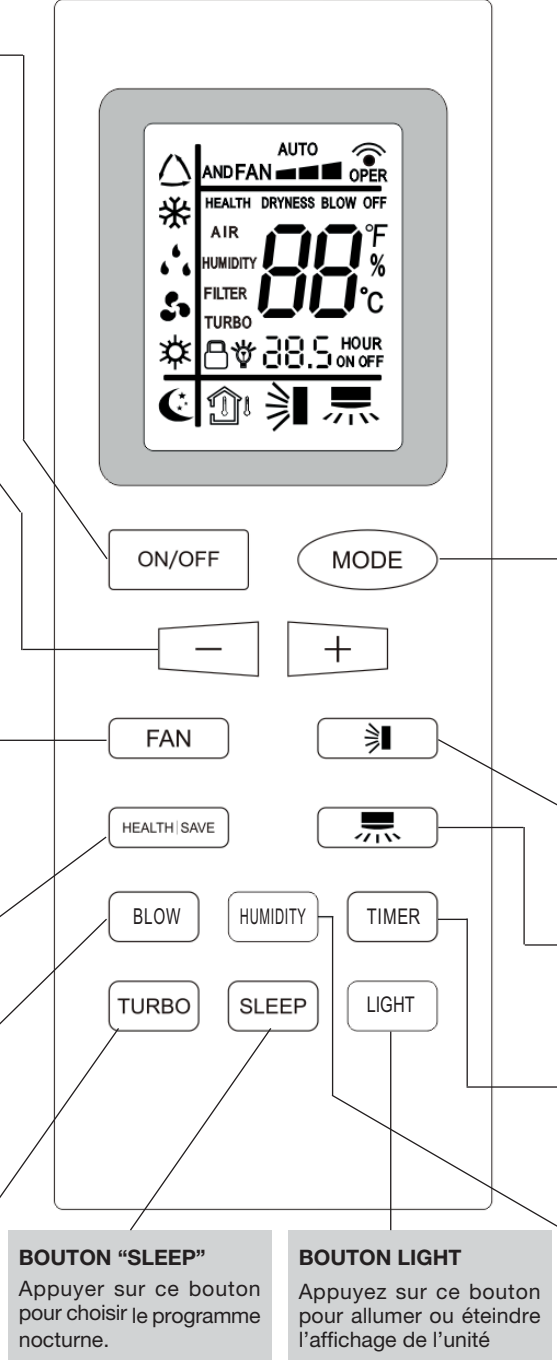 AUTO
AND FAN OPER
HEALTH DRYNESS BLOW OFF
AIR
88 °F
HUMIDITY %
FILTER °C
TURBO
88.5 HOUR
ON OFF
ON/OFF MODE
− +
FAN
HEALTH|SAVE
BLOW HUMIDITY TIMER
TURBO SLEEP LIGHT
BOUTON “SLEEP”
Appuyer sur ce bouton
pour choisir le programme
nocturne.
BOUTON LIGHT
Appuyez sur ce bouton
pour allumer ou éteindre
l’affichage de l’unité